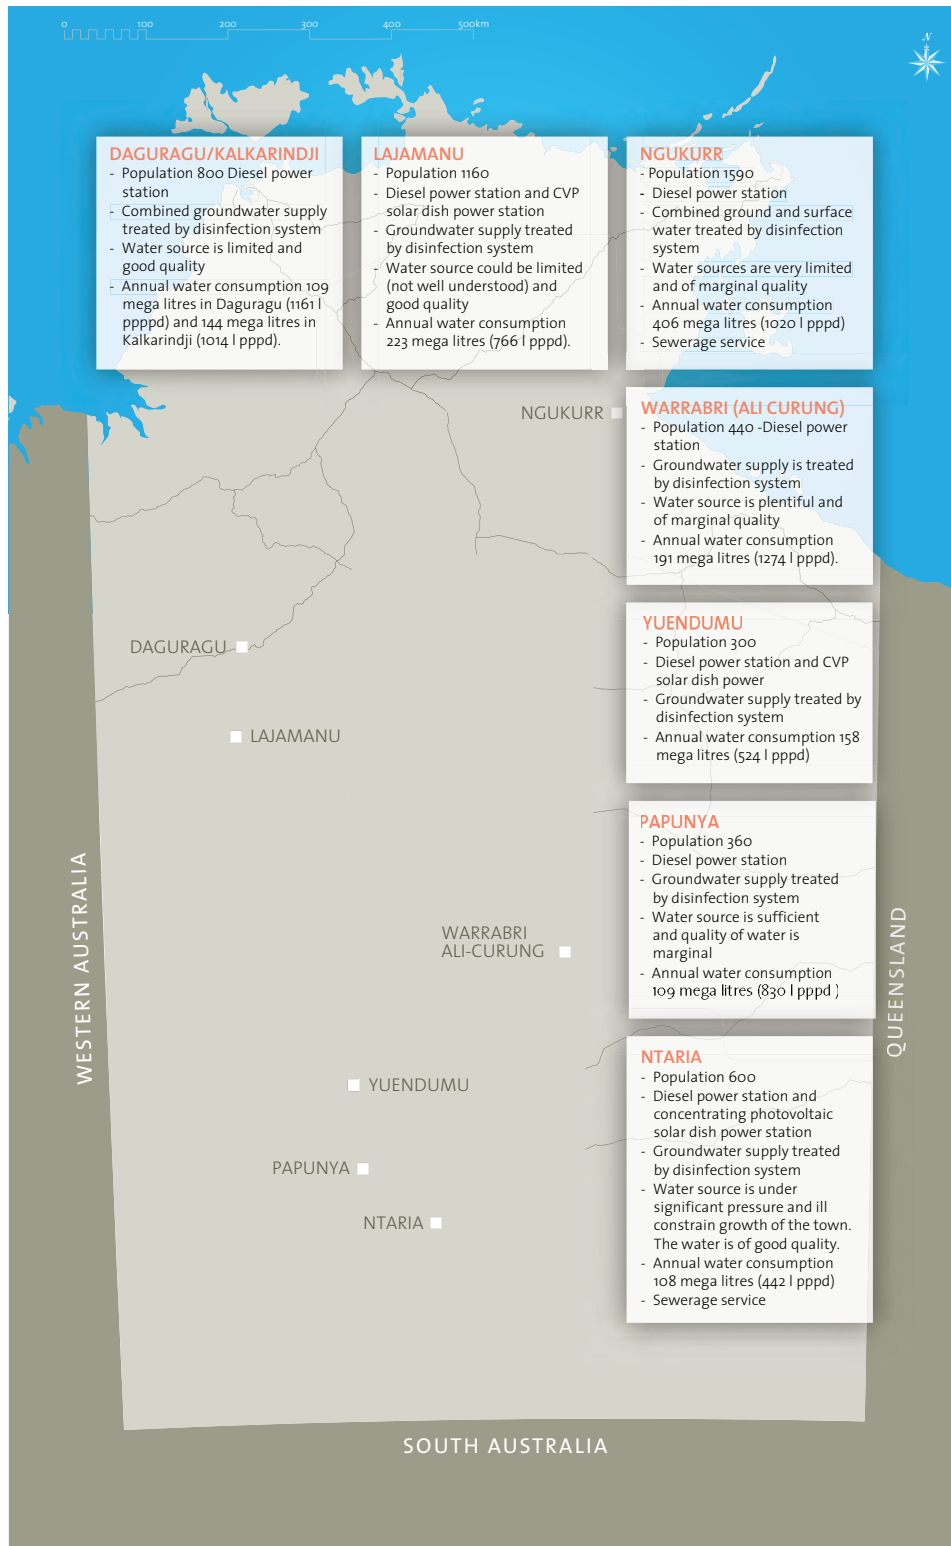 0 100 200 300 400 500km
N
DAGURAGU/KALKARINDJI
- Population 800 Diesel power
station
- Combined groundwater supply
treated by disinfection system
- Water source is limited and
good quality
- Annual water consumption 109
mega litres in Daguragu (1161 l
ppppd) and 144 mega litres in
Kalkarindji (1014 l pppd).
LAJAMANU
- Population 1160
- Diesel power station and CVP
solar dish power station
- Groundwater supply treated
by disinfection system
- Water source could be limited
(not well understood) and
good quality
- Annual water consumption
223 mega litres (766 l pppd).
NGUKURR
- Population 1590
- Diesel power station
- Combined ground and surface
water treated by disinfection
system
- Water sources are very limited
and of marginal quality
- Annual water consumption
406 mega litres (1020 l pppd)
- Sewerage service
NGUKURR
WARRABRI (ALI CURUNG)
- Population 440 -Diesel power
station
- Groundwater supply is treated
by disinfection system
- Water source is plentiful and
of marginal quality
- Annual water consumption
191 mega litres (1274 l pppd).
YUENDUMU
- Population 300
- Diesel power station and CVP
solar dish power
- Groundwater supply treated by
disinfection system
- Annual water consumption 158
mega litres (524 l pppd)
DAGURAGU
LAJAMANU
PAPUNYA
- Population 360
- Diesel power station
- Groundwater supply treated
by disinfection system
- Water source is sufficient
and quality of water is
marginal
- Annual water consumption
109 mega litres (830 l pppd )
WESTERN AUSTRALIA
WARRABRI
ALI-CURUNG
QUEENSLAND
NTARIA
- Population 600
- Diesel power station and
concentrating photovoltaic
solar dish power station
- Groundwater supply treated
by disinfection system
- Water source is under
significant pressure and ill
constrain growth of the town.
The water is of good quality.
- Annual water consumption
108 mega litres (442 l pppd)
- Sewerage service
YUENDUMU
PAPUNYA
NTARIA
SOUTH AUSTRALIA